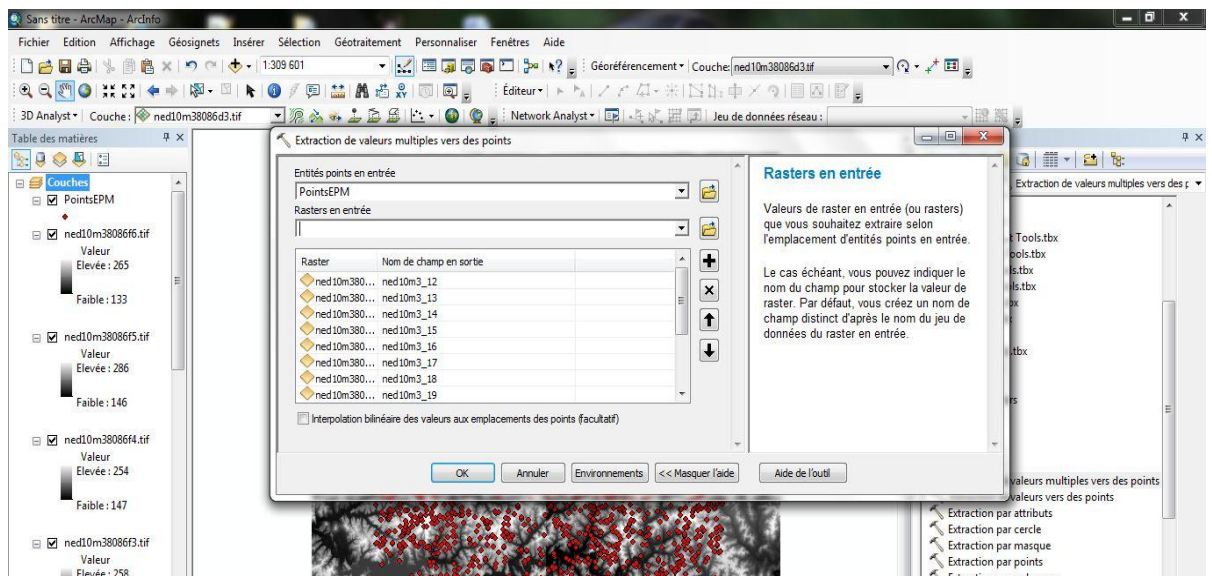 Sans titre - ArcMap - ArcInfo
Fichier Edition Affichage Géosignets Insérer Sélection Géotraitement Personnaliser Fenêtres Aide
1:309 601 Géoréférencement Couche: ned10m38086d3.tif
Éditeur
3D Analyst Couche : ned10m38086d3.tif Network Analyst Jeu de données réseau :
Table des matières
Couches
PointsEPM
ned10m38086f6.tif
Valeur
Elevée : 265
Faible : 133
ned10m38086f5.tif
Valeur
Elevée : 286
Faible : 146
ned10m38086f4.tif
Valeur
Elevée : 254
Faible : 147
ned10m38086f3.tif
Valeur
Elevée : 258
Extraction de valeurs multiples vers des points
Entités points en entrée
PointsEPM
Rasters en entrée
Raster Nom de champ en sortie
ned10m380... ned10m3_12
ned10m380... ned10m3_13
ned10m380... ned10m3_14
ned10m380... ned10m3_15
ned10m380... ned10m3_16
ned10m380... ned10m3_17
ned10m380... ned10m3_18
ned10m380... ned10m3_19
Interpolation bilinéaire des valeurs aux emplacements des points (facultatif)
OK Annuler Environnements << Masquer l'aide Aide de l'outil
Rasters en entrée
Valeurs de raster en entrée (ou rasters)
que vous souhaitez extraire selon
l'emplacement d'entités points en entrée.
Le cas échéant, vous pouvez indiquer le
nom du champ pour stocker la valeur de
raster. Par défaut, vous créez un nom de
champ distinct d'après le nom du jeu de
données du raster en entrée.
Extraction de valeurs multiples vers des
t Tools.tbx
ools.tbx
ls.tbx
ls.tbx
.tbx
valeurs multiples vers des points
valeurs vers des points
Extraction par attributs
Extraction par cercle
Extraction par masque
Extraction par points